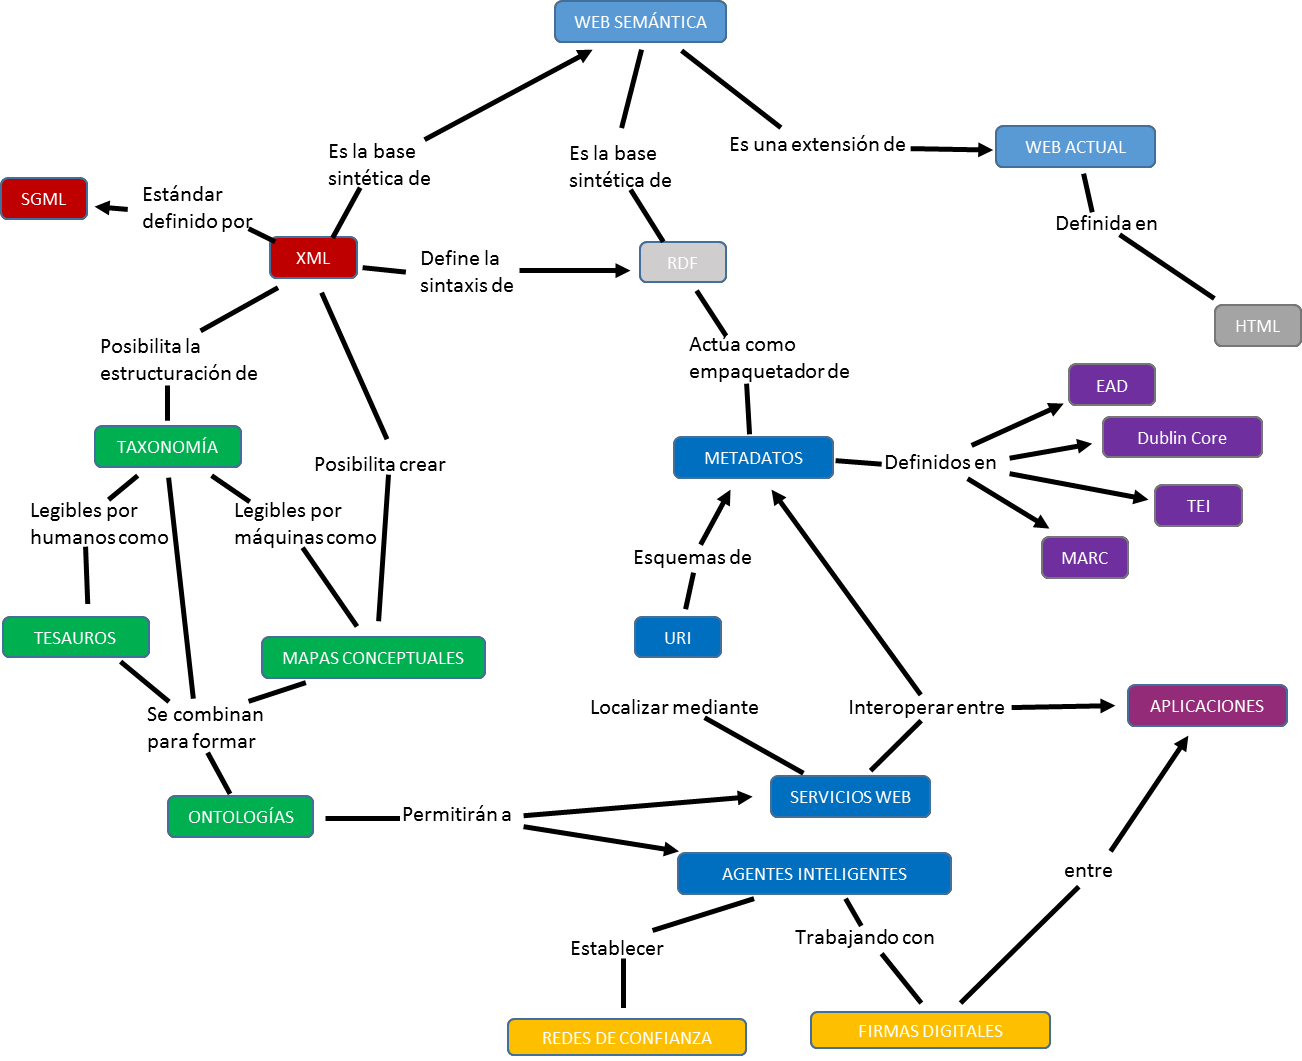 WEB SEMÁNTICA
Es la base
sintética de
Es la base
sintética de
Es una extensión de
WEB ACTUAL
SGML
Estándar
definido por
Definida en
XML
Define la
sintaxis de
RDF
HTML
Posibilita la
estructuración de
Actúa como
empaquetador de
EAD
TAXONOMÍA
Posibilita crear
METADATOS
Definidos en
Dublin Core
TEI
MARC
Legibles por
humanos como
Legibles por
máquinas como
Esquemas de
TESAUROS
MAPAS CONCEPTUALES
URI
Se combinan
para formar
Localizar mediante
Interoperar entre
APLICACIONES
ONTOLOGÍAS
Permitirán a
SERVICIOS WEB
AGENTES INTELIGENTES
entre
Establecer
Trabajando con
REDES DE CONFIANZA
FIRMAS DIGITALES